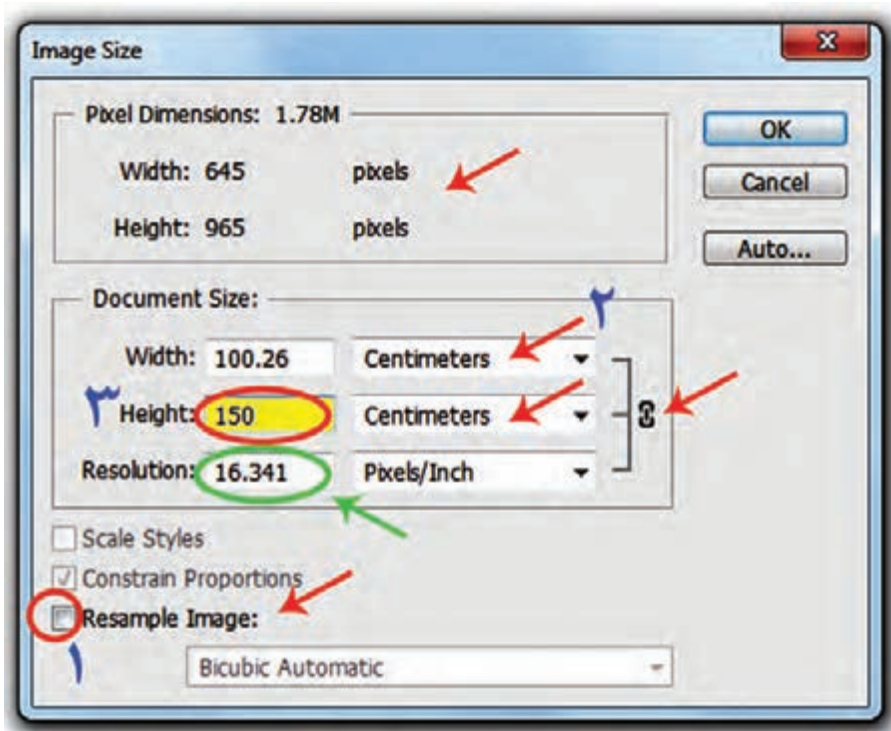 Image Size
Pixel Dimensions: 1.78M
OK
Width: 645 pixels
Cancel
Height: 965 pixels
Auto...
Document Size:
۲
Width: 100.26 Centimeters
۳ Height: 150 Centimeters
Resolution: 16.341 Pixels/Inch
Scale Styles
Constrain Proportions
Resample Image:
۱
Bicubic Automatic